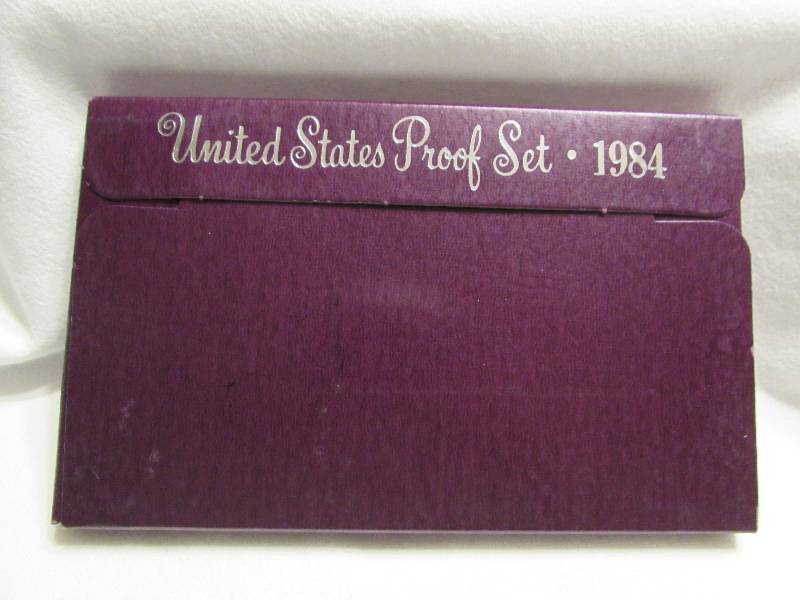 United States Proof Set • 1984